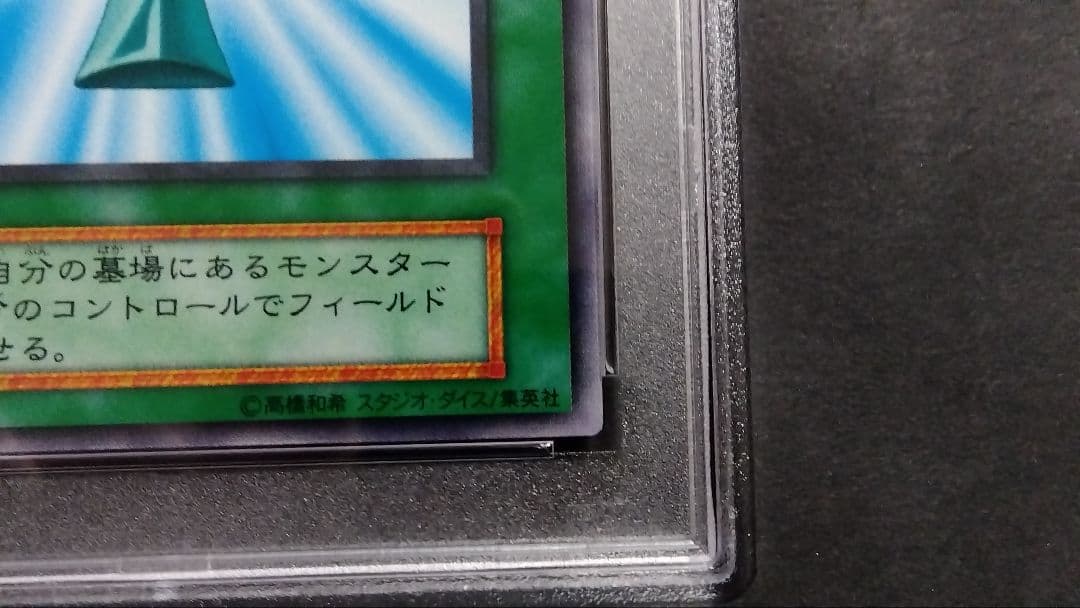 自分の墓場にあるモンスター
のコントロールでフィールド
せる。
©高橋和希 スタジオ・ダイス/集英社